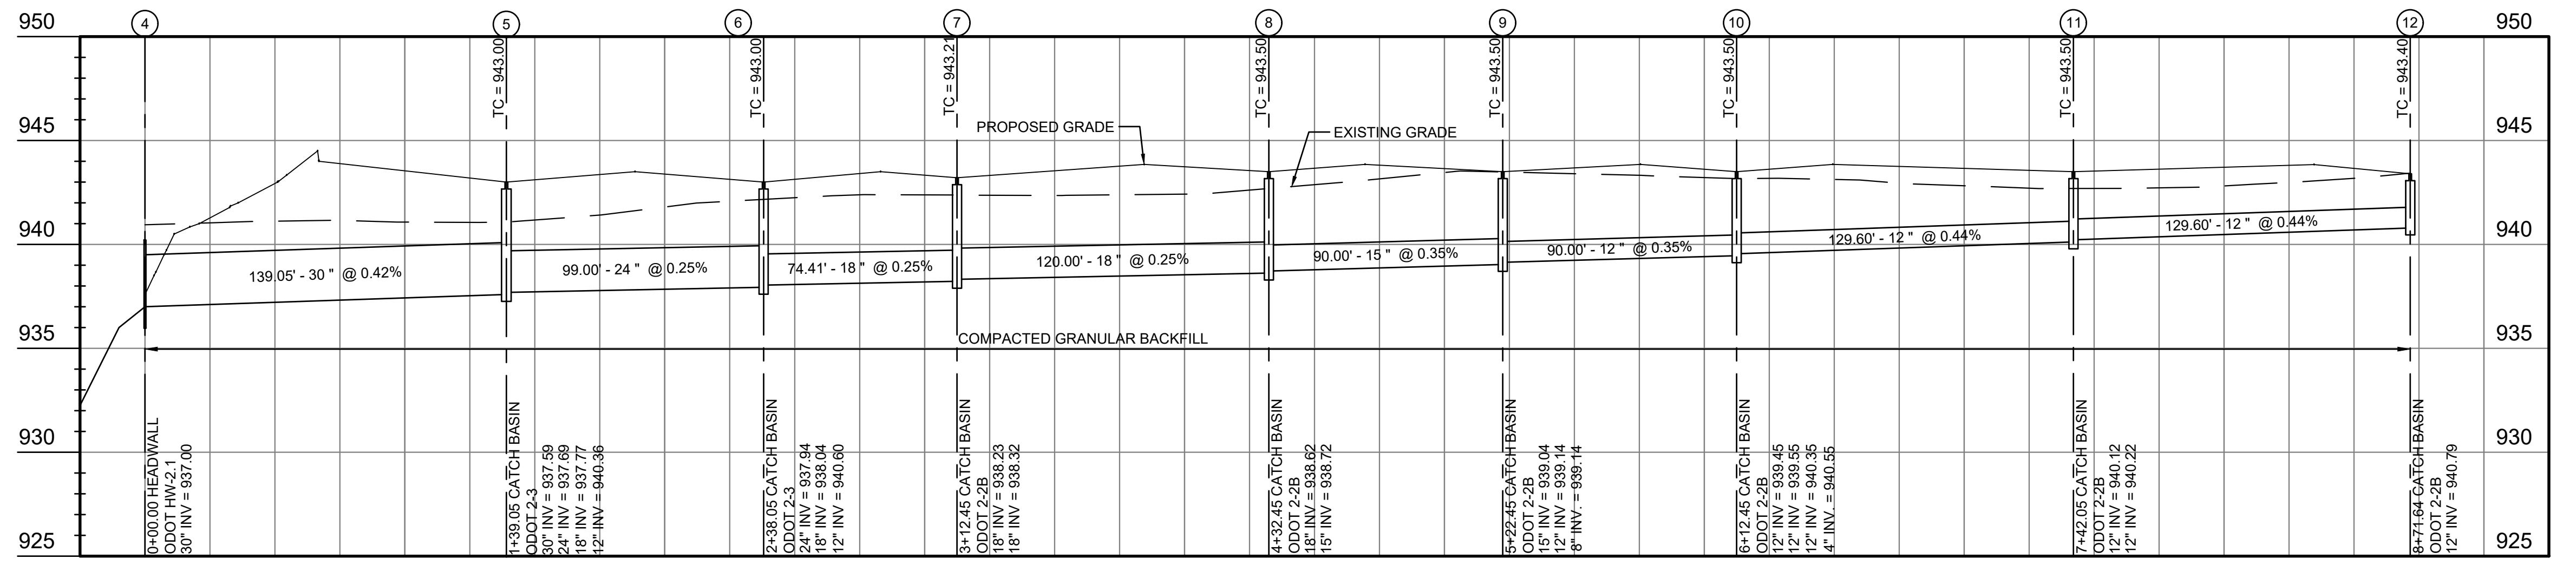 4
5
6
7
8
9
10
11
12
950
945
940
935
930
925
950
945
940
935
930
925
TC = 943.00
TC = 943.00
TC = 943.21
TC = 943.50
TC = 943.50
TC = 943.50
TC = 943.50
TC = 943.40
PROPOSED GRADE
EXISTING GRADE
139.05' - 30 " @ 0.42%
99.00' - 24 " @ 0.25%
74.41' - 18 " @ 0.25%
120.00' - 18 " @ 0.25%
90.00' - 15 " @ 0.35%
90.00' - 12 " @ 0.35%
129.60' - 12 " @ 0.44%
129.60' - 12 " @ 0.44%
COMPACTED GRANULAR BACKFILL
0+00.00 HEADWALL
ODOT HW-2.1
30" INV = 937.00
1+39.05 CATCH BASIN
ODOT 2-3
30" INV = 937.59
24" INV = 937.69
18" INV = 937.77
12" INV = 940.36
2+38.05 CATCH BASIN
ODOT 2-3
24" INV = 937.94
18" INV = 938.04
12" INV = 940.60
3+12.45 CATCH BASIN
ODOT 2-2B
18" INV = 938.23
18" INV = 938.32
4+32.45 CATCH BASIN
ODOT 2-2B
18" INV = 938.62
15" INV = 938.72
5+22.45 CATCH BASIN
ODOT 2-2B
15" INV = 939.04
12" INV = 939.14
8" INV. = 939.14
6+12.45 CATCH BASIN
ODOT 2-2B
12" INV = 939.45
12" INV = 939.55
12" INV = 940.35
4" INV. = 940.55
7+42.05 CATCH BASIN
ODOT 2-2B
12" INV = 940.12
12" INV = 940.22
8+71.64 CATCH BASIN
ODOT 2-2B
12" INV = 940.79